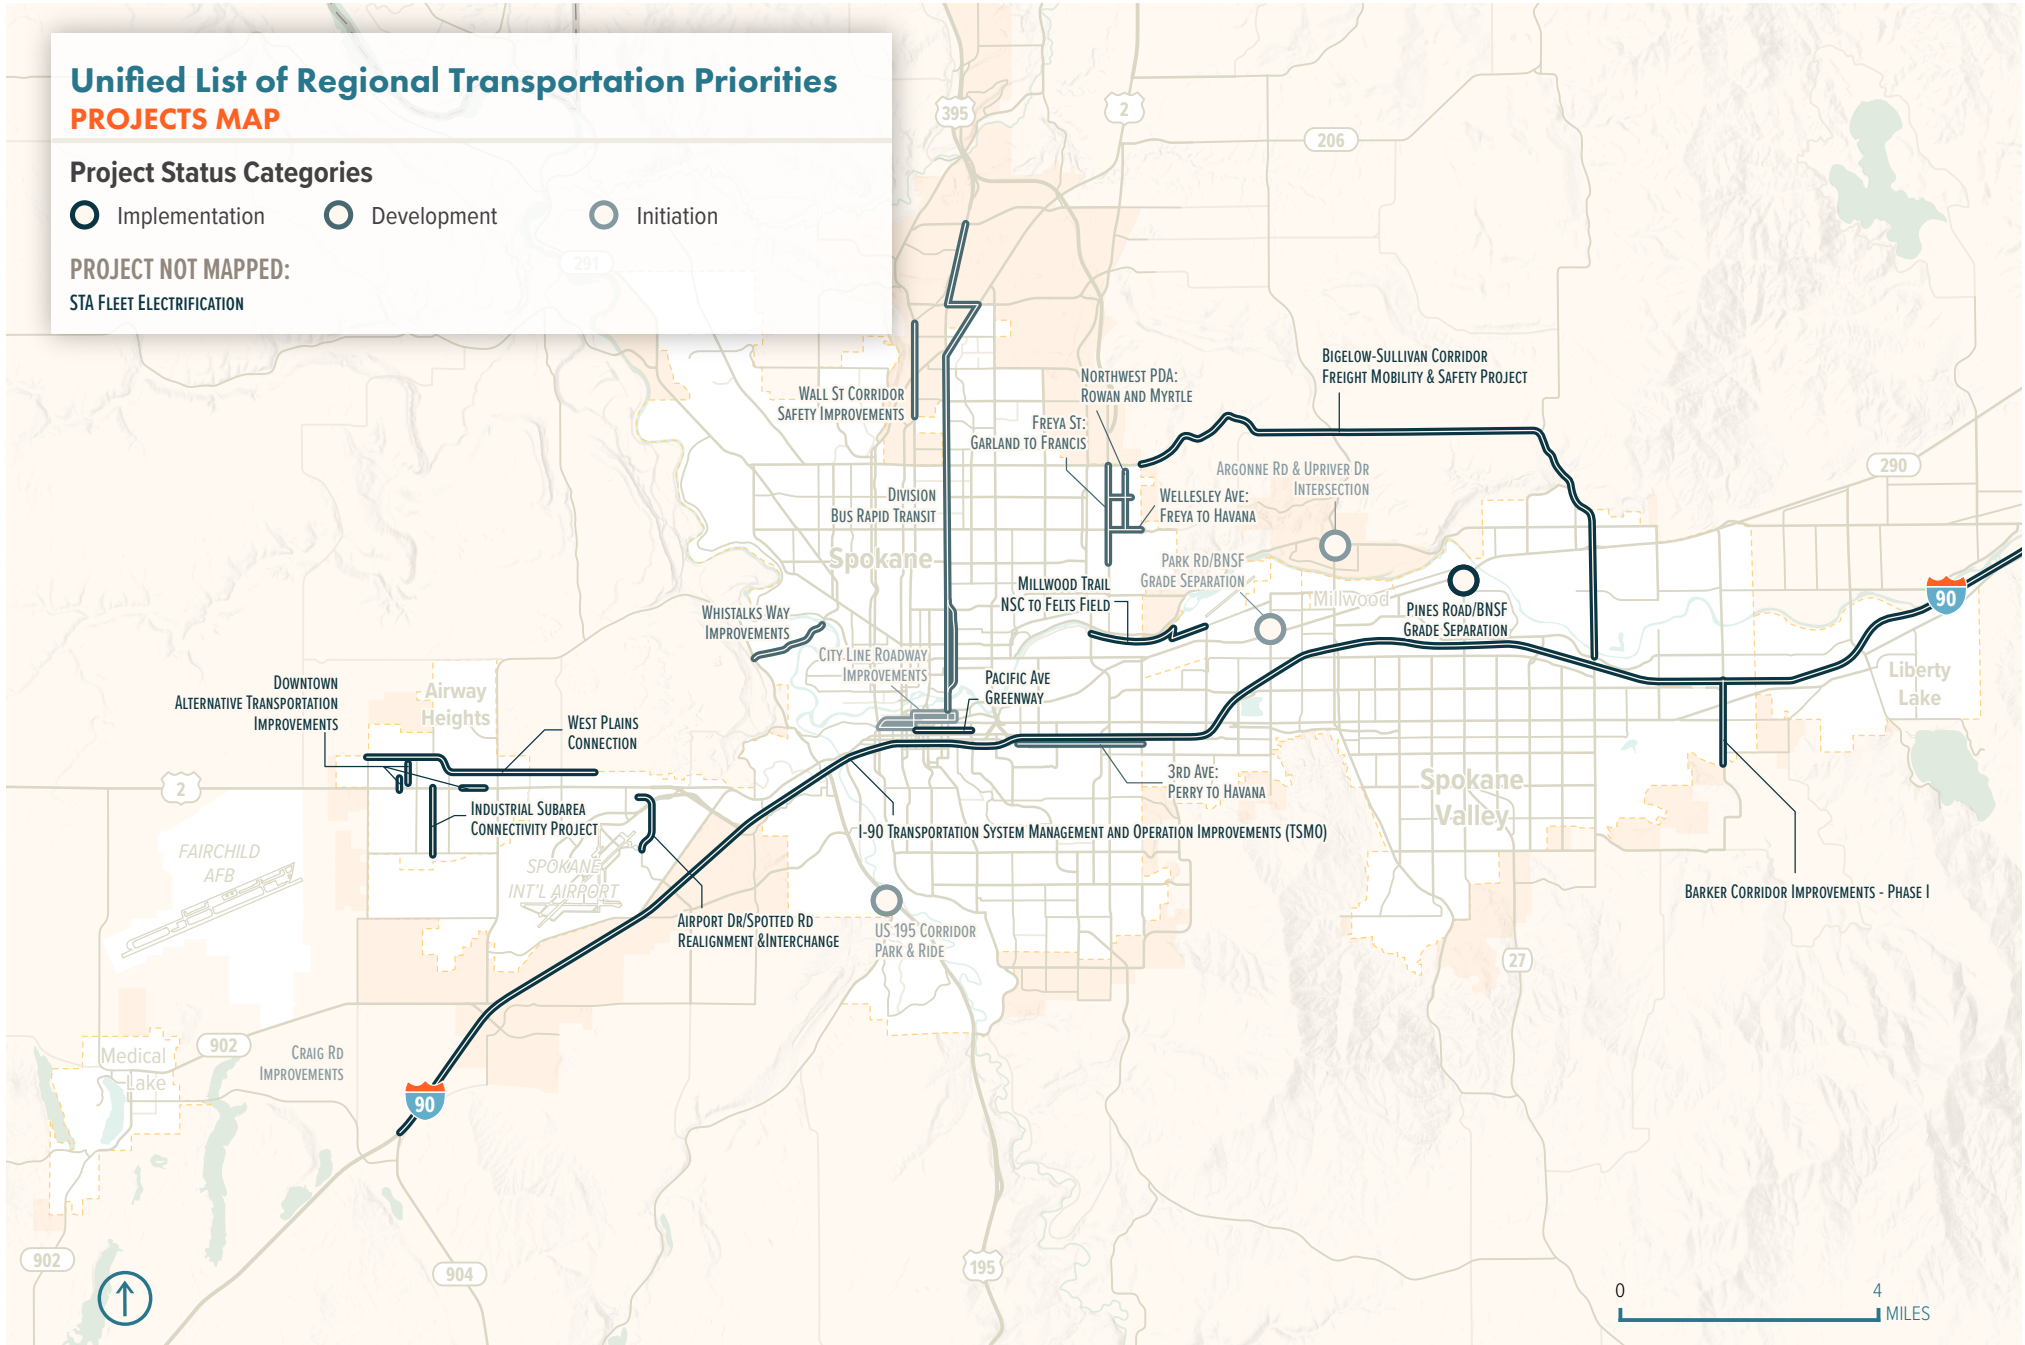 Unified List of Regional Transportation Priorities
PROJECTS MAP
Project Status Categories
Implementation
Development
Initiation
PROJECT NOT MAPPED:
STA FLEET ELECTRIFICATION
395
2
206
291
BIGELOW-SULLIVAN CORRIDOR
FREIGHT MOBILITY & SAFETY PROJECT
NORTHWEST PDA:
ROWAN AND MYRTLE
WALL ST CORRIDOR
SAFETY IMPROVEMENTS
FREYA ST:
GARLAND TO FRANCIS
ARGONNE RD & UPRIVER DR
INTERSECTION
290
DIVISION
BUS RAPID TRANSIT
WELLESLEY AVE:
FREYA TO HAVANA
Spokane
PARK RD/BNSF
GRADE SEPARATION
MILLWOOD TRAIL
NSC TO FELTS FIELD
Millwood
PINES ROAD/BNSF
GRADE SEPARATION
90
WHISTALKS WAY
IMPROVEMENTS
CITY LINE ROADWAY
IMPROVEMENTS
PACIFIC AVE
GREENWAY
Liberty
Lake
DOWNTOWN
ALTERNATIVE TRANSPORTATION
IMPROVEMENTS
Airway
Heights
WEST PLAINS
CONNECTION
2
3RD AVE:
PERRY TO HAVANA
Spokane
Valley
INDUSTRIAL SUBAREA
CONNECTIVITY PROJECT
I-90 TRANSPORTATION SYSTEM MANAGEMENT AND OPERATION IMPROVEMENTS (TSMO)
FAIRCHILD
AFB
SPOKANE
INT'L AIRPORT
BARKER CORRIDOR IMPROVEMENTS - PHASE I
AIRPORT DR/SPOTTED RD
REALIGNMENT &INTERCHANGE
US 195 CORRIDOR
PARK & RIDE
27
Medical
Lake
902
CRAIG RD
IMPROVEMENTS
90
902
904
195
0
4
MILES